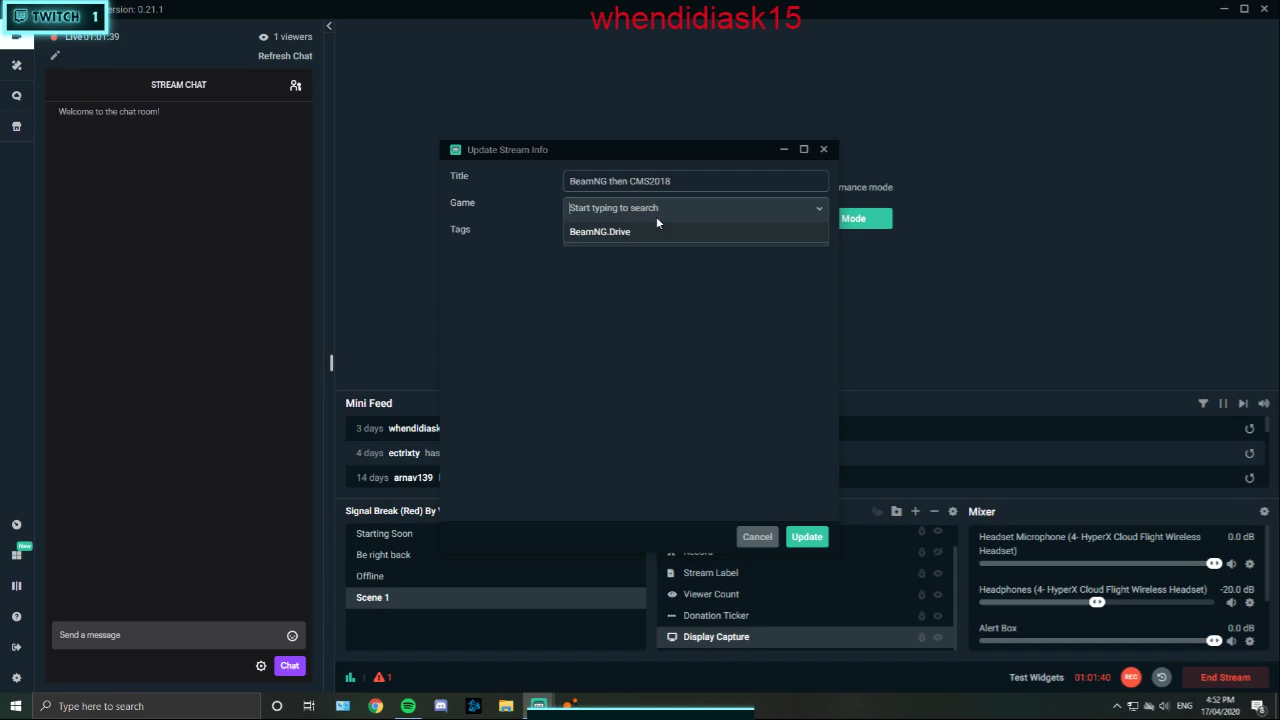 TWITCH 1
ersion: 0.21.1
whendidiask15
Live 01:01:39
1 viewers
Refresh Chat
STREAM CHAT
Welcome to the chat room!
Update Stream Info
Title
BeamNG then CMS2018
Game
Start typing to search
Tags
BeamNG.Drive
mance mode
Mode
Cancel
Update
Mini Feed
3 days whendidiask
4 days ectrixty has
14 days arnav139
Signal Break (Red) By
Starting Soon
Be right back
Offline
Scene 1
Stream Label
Viewer Count
Donation Ticker
Display Capture
Mixer
Headset Microphone (4- HyperX Cloud Flight Wireless
Headset)
0.0 dB
Headphones (4- HyperX Cloud Flight Wireless Headset)
-20.0 dB
Alert Box
0.0 dB
New
Send a message
Chat
1
Test Widgets
01:01:40
REC
End Stream
Type here to search
ENG
4:52 PM
17/04/2020